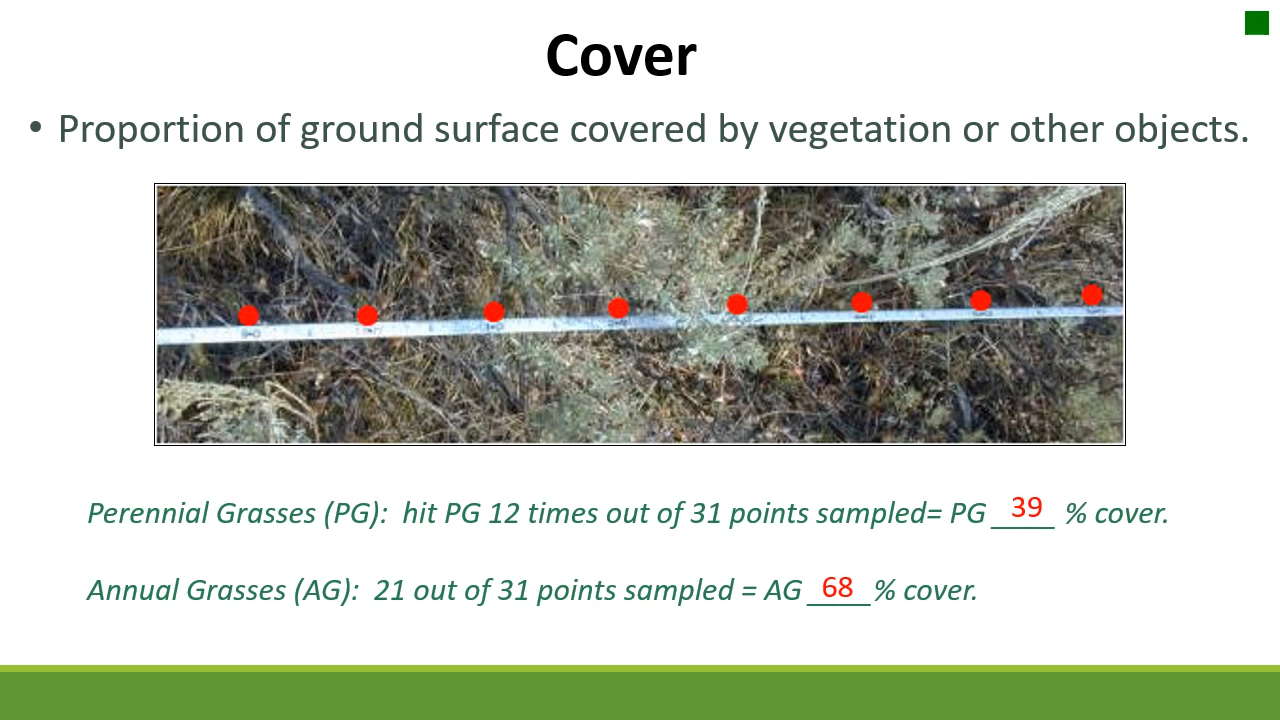 Cover
• Proportion of ground surface covered by vegetation or other objects.
Perennial Grasses (PG):  hit PG 12 times out of 31 points sampled= PG 39 % cover.
Annual Grasses (AG):  21 out of 31 points sampled = AG 68 % cover.